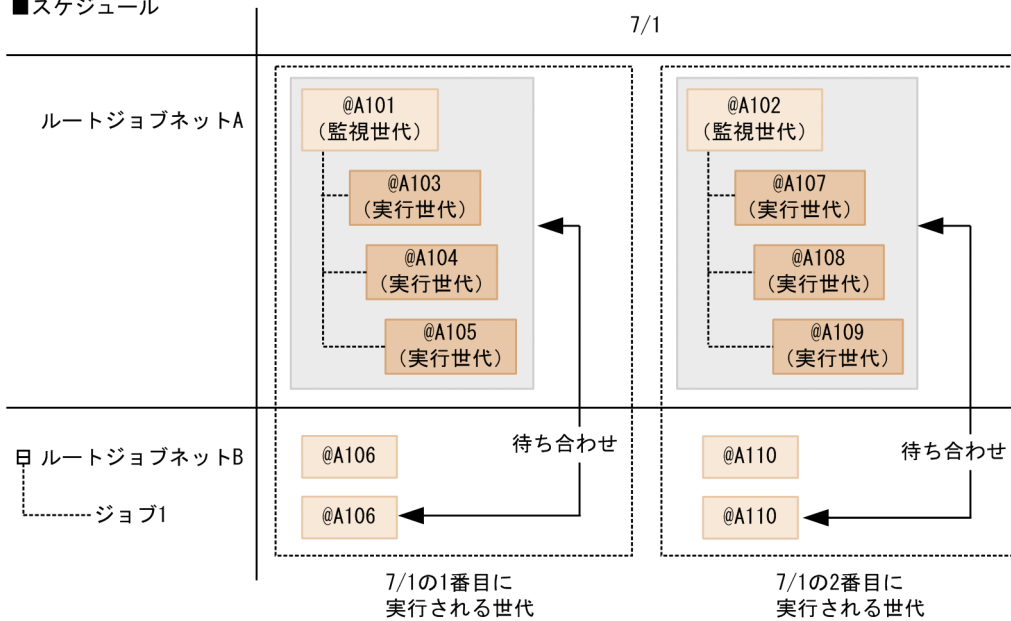 ■スケジュール
7/1
ルートジョブネットA
@A101
(監視世代)
@A103
(実行世代)
@A104
(実行世代)
@A105
(実行世代)
@A102
(監視世代)
@A107
(実行世代)
@A108
(実行世代)
@A109
(実行世代)
ルートジョブネットB
@A106
待ち合わせ
@A110
待ち合わせ
ジョブ1
@A106
@A110
7/1の1番目に
実行される世代
7/1の2番目に
実行される世代